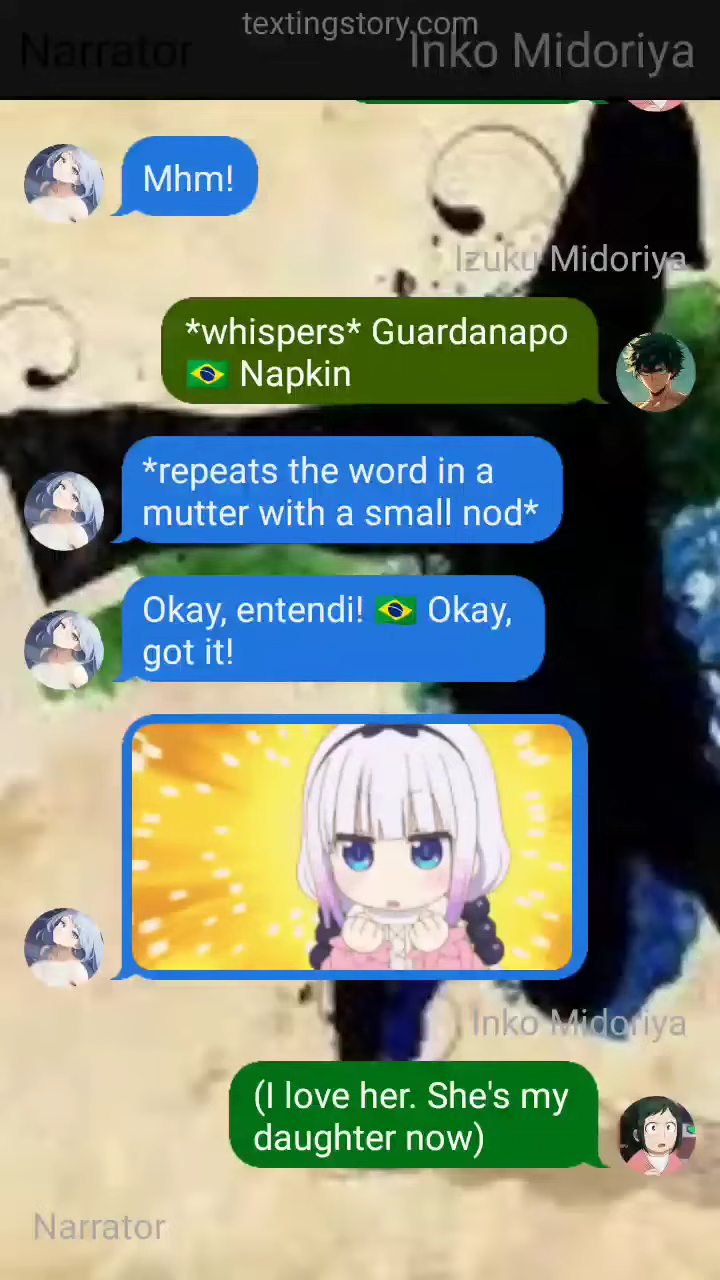 textingstory.com
Narrator
Inko Midoriya
Mhm!
Izuku Midoriya
*whispers* Guardanapo
🇧🇷 Napkin
*repeats the word in a
mutter with a small nod*
Okay, entendi! 🇧🇷 Okay,
got it!
Inko Midoriya
(I love her. She's my
daughter now)
Narrator